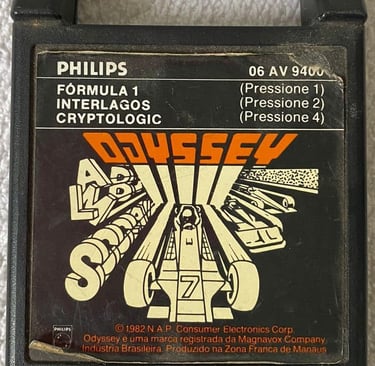 PHILIPS 06 AV 9400
FÓRMULA 1 (Pressione 1)
INTERLAGOS (Pressione 2)
CRYPTOLOGIC (Pressione 4)
ODYSSEY
7
PHILIPS
© 1982 N.A.P. Consumer Electronics Corp.
Odyssey é uma marca registrada da Magnavox Company
Indústria Brasileira. Produzido na Zona Franca de Manaus